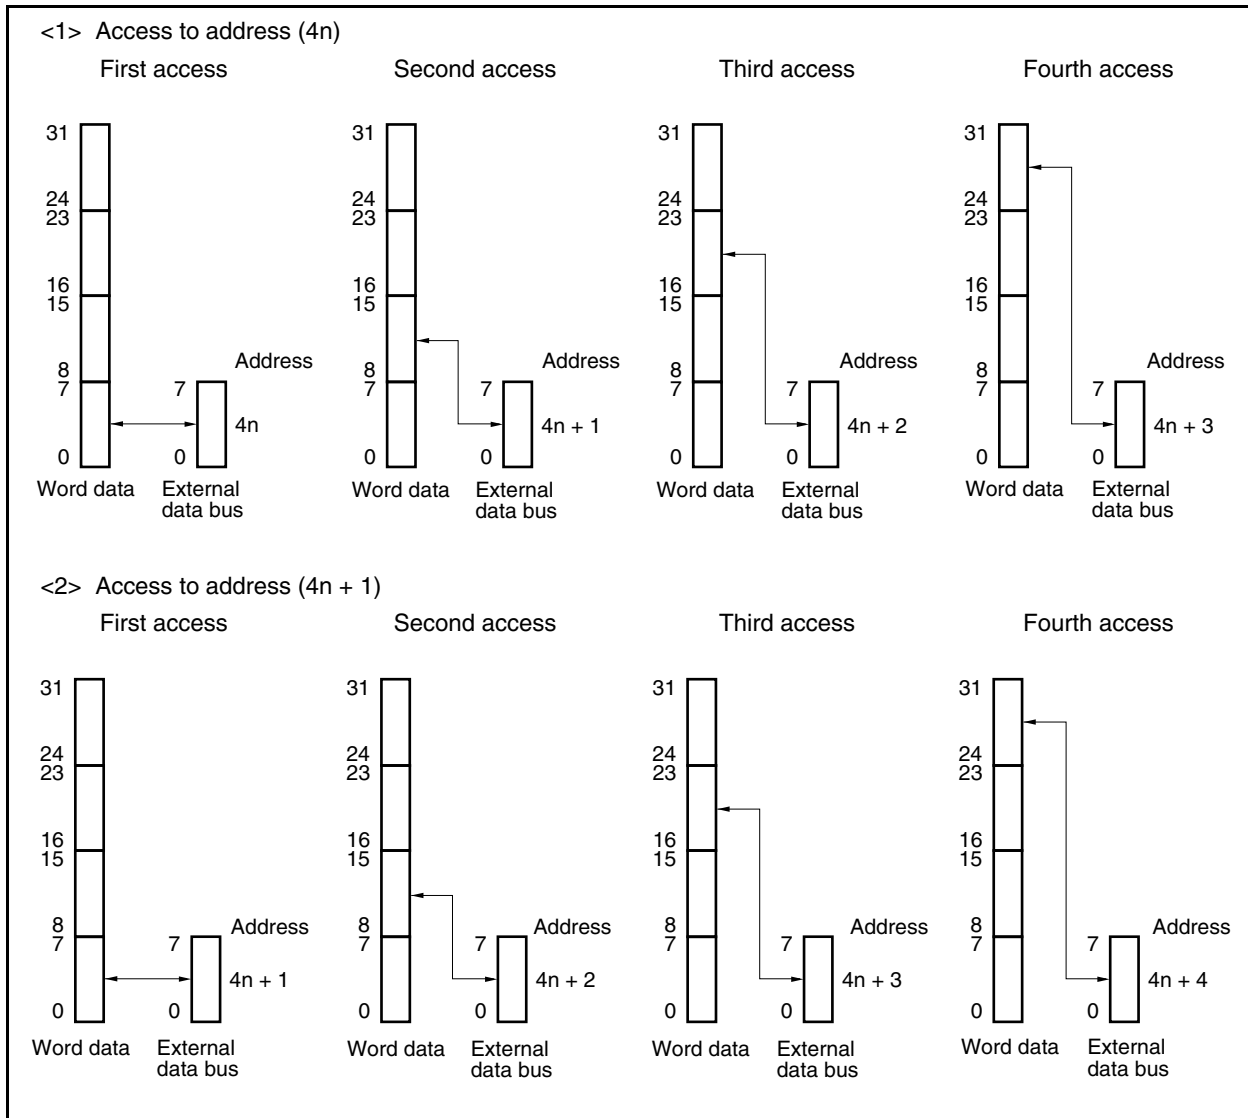 <1> Access to address (4n)
First access Second access Third access Fourth access
31 31 31 31
24 24 24 24
23 23 23 23
16 16 16 16
15 15 15 15
Address Address Address Address
8 8 8 8
7 7 7 7 7 7 7 7
4n 4n + 1 4n + 2 4n + 3
0 0 0 0 0 0 0 0
Word data External Word data External Word data External Word data External
data bus data bus data bus data bus
<2> Access to address (4n + 1)
First access Second access Third access Fourth access
31 31 31 31
24 24 24 24
23 23 23 23
16 16 16 16
15 15 15 15
Address Address Address Address
8 8 8 8
7 7 7 7 7 7 7 7
4n + 1 4n + 2 4n + 3 4n + 4
0 0 0 0 0 0 0 0
Word data External Word data External Word data External Word data External
data bus data bus data bus data bus